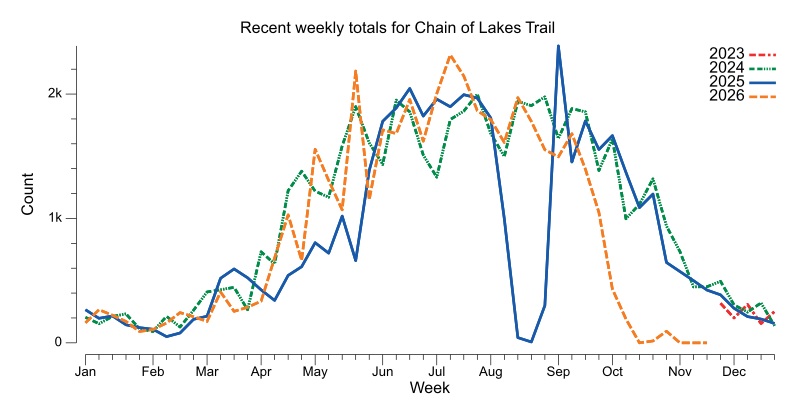 Recent weekly totals for Chain of Lakes Trail
2023
2024
2025
2026
2k
1k
0
Count
Jan Feb Mar Apr May Jun Jul Aug Sep Oct Nov Dec
Week